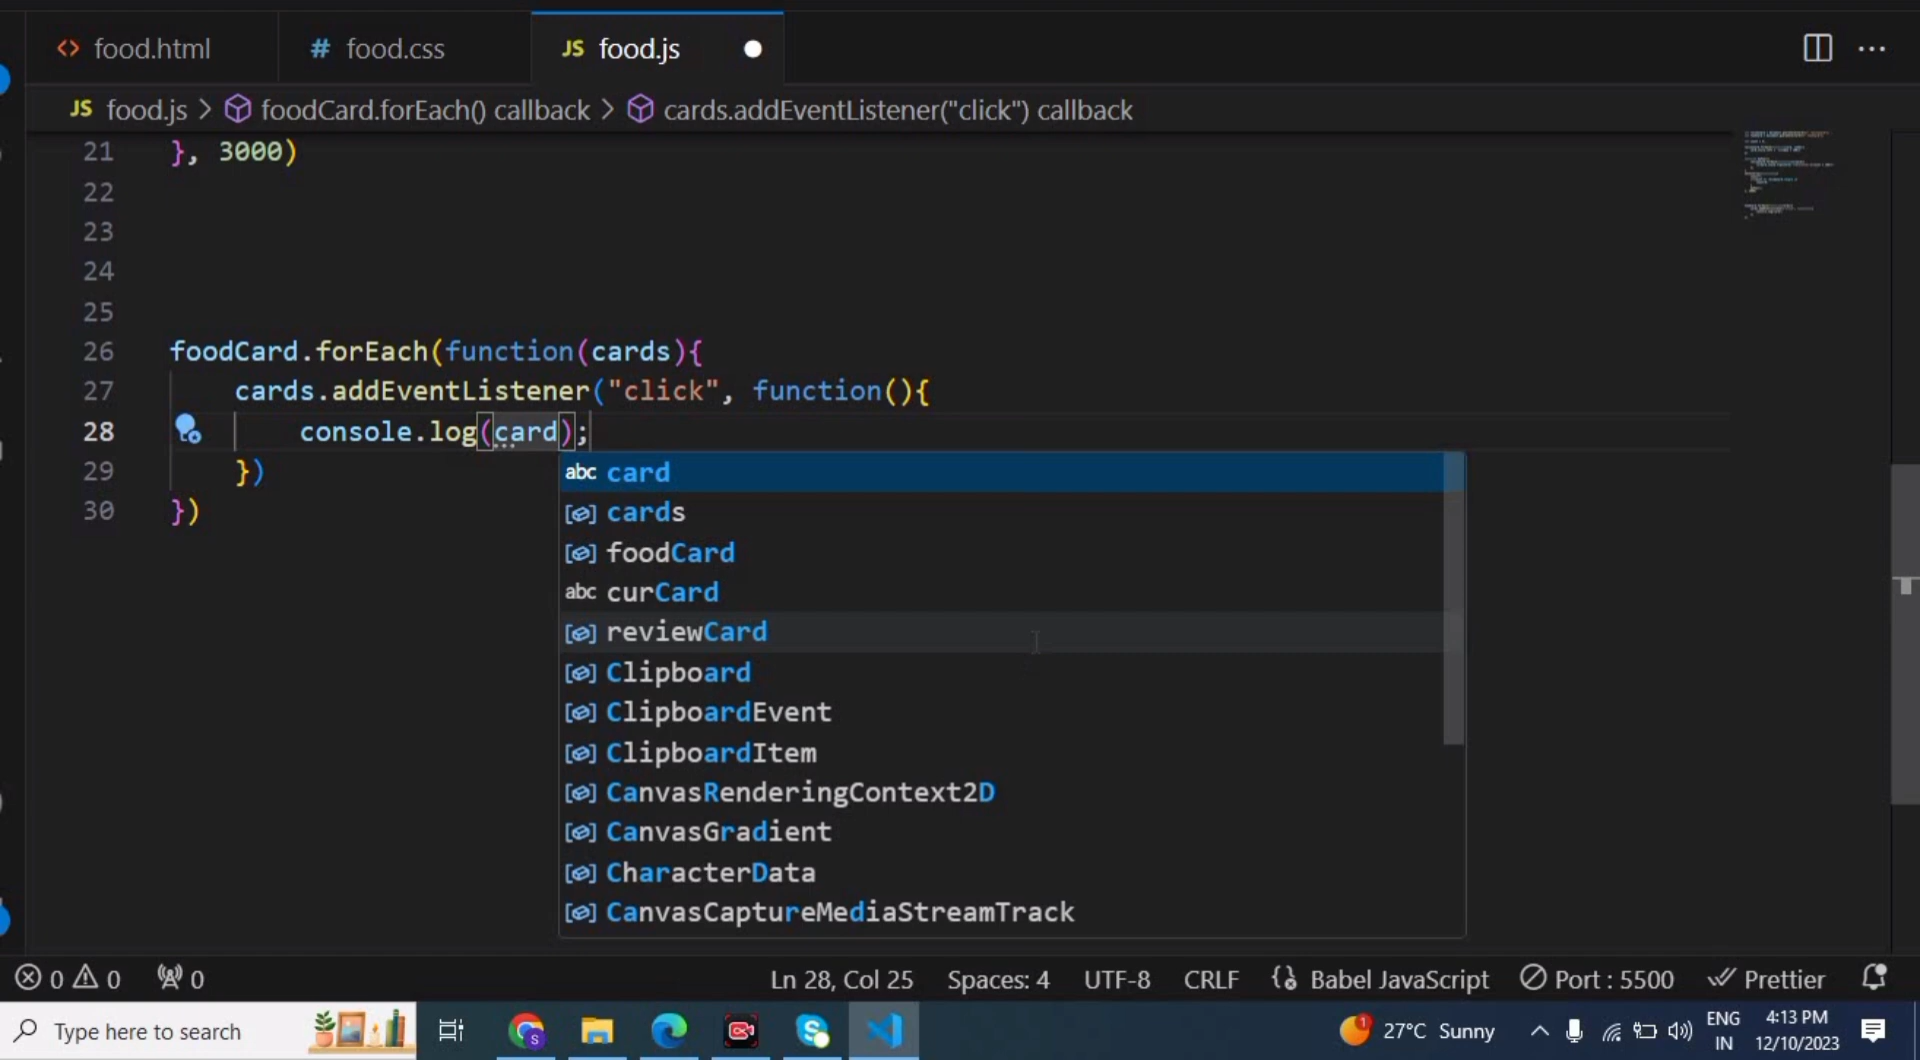 <> food.html # food.css JS food.js
JS food.js > foodCard.forEach() callback > cards.addEventListener("click") callback
21 }, 3000)
22
23
24
25
26 foodCard.forEach(function(cards){
27 cards.addEventListener("click", function(){
28 console.log(card);
29 })
30 })
abc card
cards
foodCard
abc curCard
reviewCard
Clipboard
ClipboardEvent
ClipboardItem
CanvasRenderingContext2D
CanvasGradient
CharacterData
CanvasCaptureMediaStreamTrack
0 0 0 Ln 28, Col 25 Spaces: 4 UTF-8 CRLF Babel JavaScript Port : 5500 Prettier
Type here to search S 1 27°C Sunny ENG IN 4:13 PM 12/10/2023